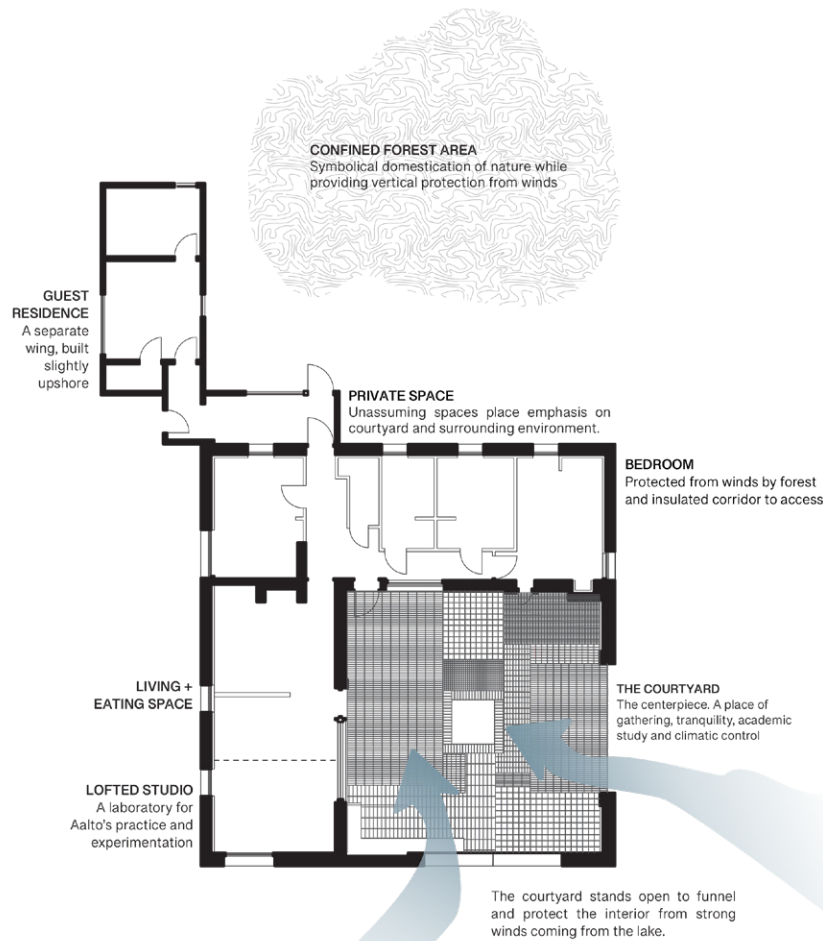 CONFINED FOREST AREA
Symbolical domestication of nature while
providing vertical protection from winds
GUEST
RESIDENCE
A separate
wing, built
slightly
upshore
PRIVATE SPACE
Unassuming spaces place emphasis on
courtyard and surrounding environment.
BEDROOM
Protected from winds by forest
and insulated corridor to access
LIVING +
EATING SPACE
THE COURTYARD
The centerpiece. A place of
gathering, tranquility, academic
study and climatic control
LOFTED STUDIO
A laboratory for
Aalto's practice and
experimentation
The courtyard stands open to funnel
and protect the interior from strong
winds coming from the lake.